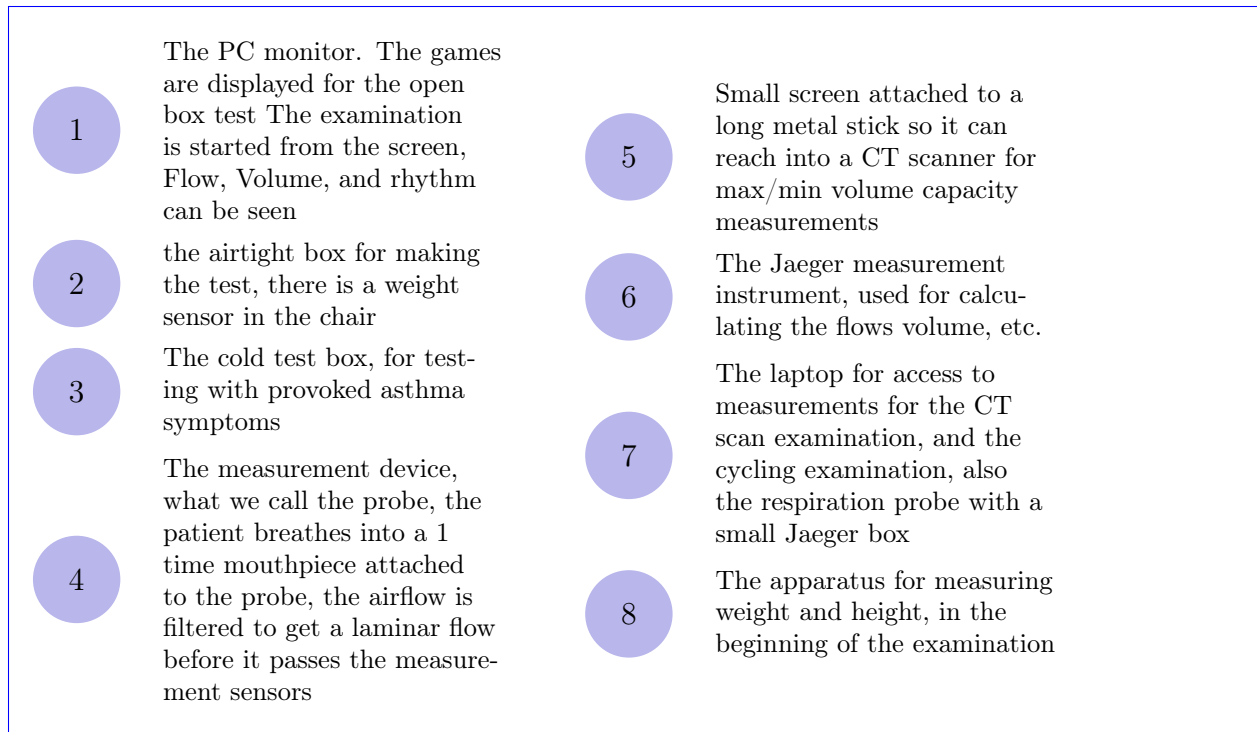 1
The PC monitor. The games
are displayed for the open
box test The examination
is started from the screen,
Flow, Volume, and rhythm
can be seen
2
the airtight box for making
the test, there is a weight
sensor in the chair
3
The cold test box, for test-
ing with provoked asthma
symptoms
4
The measurement device,
what we call the probe, the
patient breathes into a 1
time mouthpiece attached
to the probe, the airflow is
filtered to get a laminar flow
before it passes the measure-
ment sensors
5
Small screen attached to a
long metal stick so it can
reach into a CT scanner for
max/min volume capacity
measurements
6
The Jaeger measurement
instrument, used for calcu-
lating the flows volume, etc.
7
The laptop for access to
measurements for the CT
scan examination, and the
cycling examination, also
the respiration probe with a
small Jaeger box
8
The apparatus for measuring
weight and height, in the
beginning of the examination